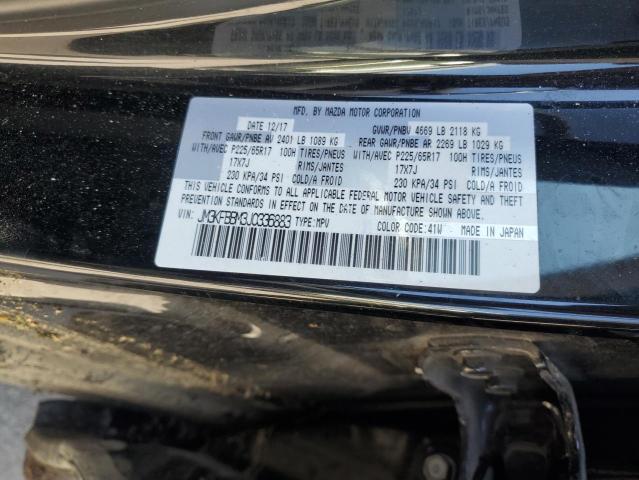 MFD. BY MAZDA MOTOR CORPORATION
DATE 12/17 GVWR/PNBV 4669 LB 2118 KG
FRONT GAWR/PNBE AV 2401 LB 1089 KG REAR GAWR/PNBE AR 2269 LB 1029 KG
WITH/AVEC P225/65R17 100H TIRES/PNEUS WITH/AVEC P225/65R17 100H TIRES/PNEUS
17X7J RIMS/JANTES 17X7J RIMS/JANTES
230 KPA/34 PSI COLD/A FROID 230 KPA/34 PSI COLD/A FROID
THIS VEHICLE CONFORMS TO ALL APPLICABLE FEDERAL MOTOR VEHICLE SAFETY AND THEFT
PREVENTION STANDARDS IN EFFECT ON THE DATE OF MANUFACTURE SHOWN ABOVE.
VIN: JM3KFBBM3J0336883 TYPE:MPV
COLOR CODE:41W MADE IN JAPAN